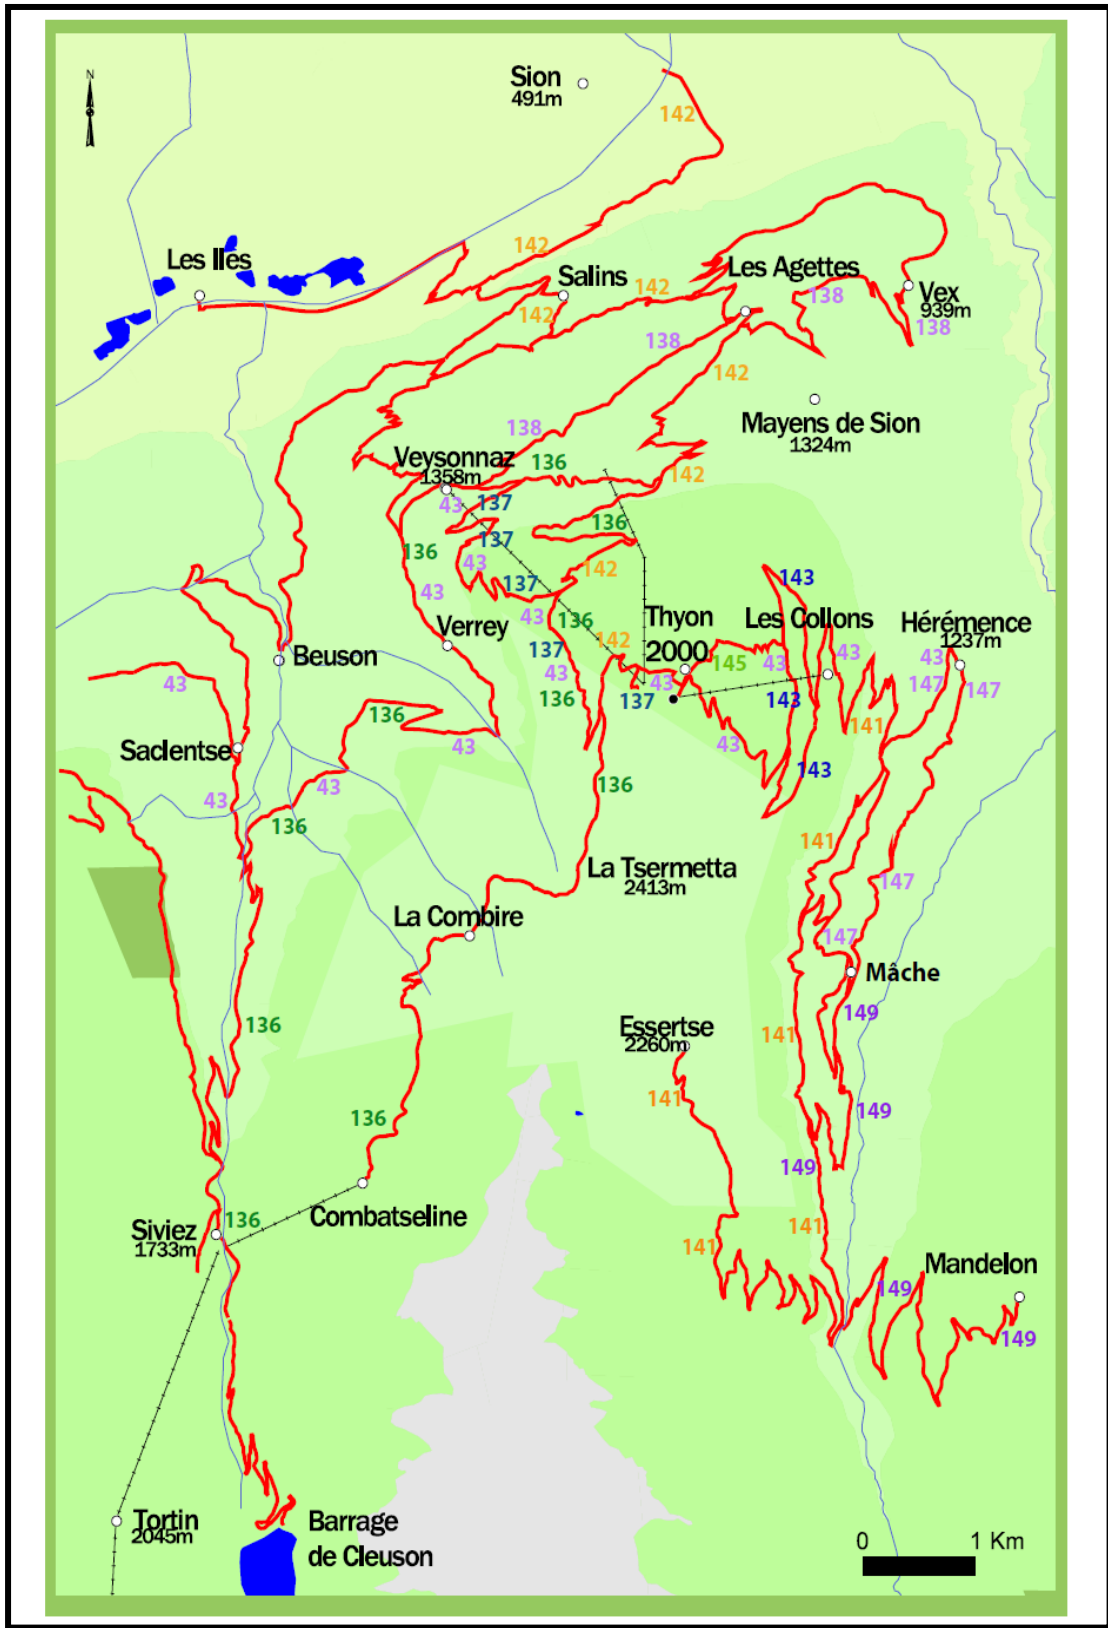 N
Sion
491m
142
Les Iles
142
Salins
142
142
Les Agettes
138
Vex
939m
138
138
142
Mayens de Sion
1324m
138
Veysonnaz
1358m
136
142
43
137
136
137
136
43
142
137
43
143
43
136
Verrey
137
142
Thyon
2000
Les Collons
Hérémence
1237m
Beuson
43
136
43
137
145
43
143
43
43
147
147
43
136
43
Saclentse
43
141
143
43
43
136
136
141
La Tsermetta
2413m
147
La Combire
147
Mâche
136
Essertse
2260m
141
149
141
136
149
149
Siviez
1733m
136
Combatseline
141
141
149
Mandelon
149
Tortin
2045m
Barrage
de Cleuson
0
1 Km